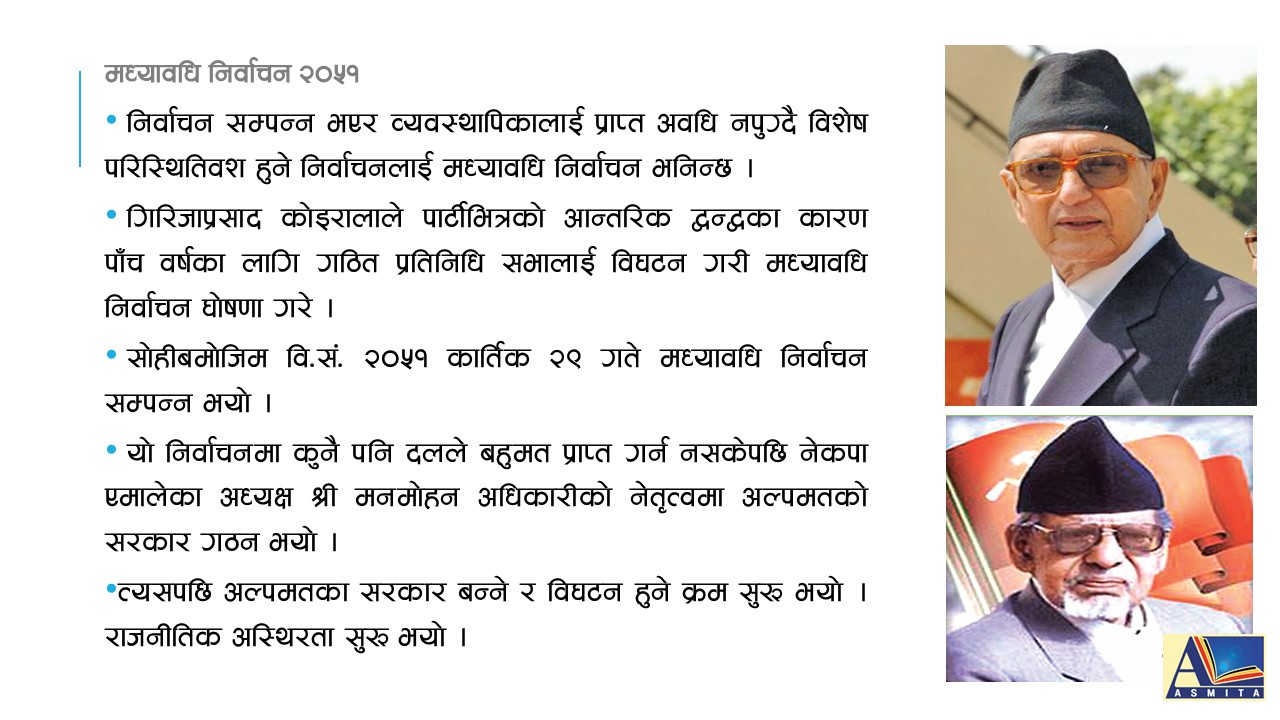 मध्यावधि निर्वाचन २०५१
• निर्वाचन सम्पन्न भएर व्यवस्थापिकालाई प्राप्त अवधि नपुग्दै विशेष
परिस्थितिवश हुने निर्वाचनलाई मध्यावधि निर्वाचन भनिन्छ ।
• गिरिजाप्रसाद कोइरालाले पार्टीभित्रको आन्तरिक द्वन्द्वका कारण
पाँच वर्षका लागि गठित प्रतिनिधि सभालाई विघटन गरी मध्यावधि
निर्वाचन घोषणा गरे ।
• सोहीबमोजिम वि.सं. २०५१ कार्तिक २९ गते मध्यावधि निर्वाचन
सम्पन्न भयो ।
• यो निर्वाचनमा कुनै पनि दलले बहुमत प्राप्त गर्न नसकेपछि नेकपा
एमालेका अध्यक्ष श्री मनमोहन अधिकारीको नेतृत्वमा अल्पमतको
सरकार गठन भयो ।
•त्यसपछि अल्पमतका सरकार बन्ने र विघटन हुने क्रम सुरु भयो ।
राजनीतिक अस्थिरता सुरु भयो ।
ASMITA